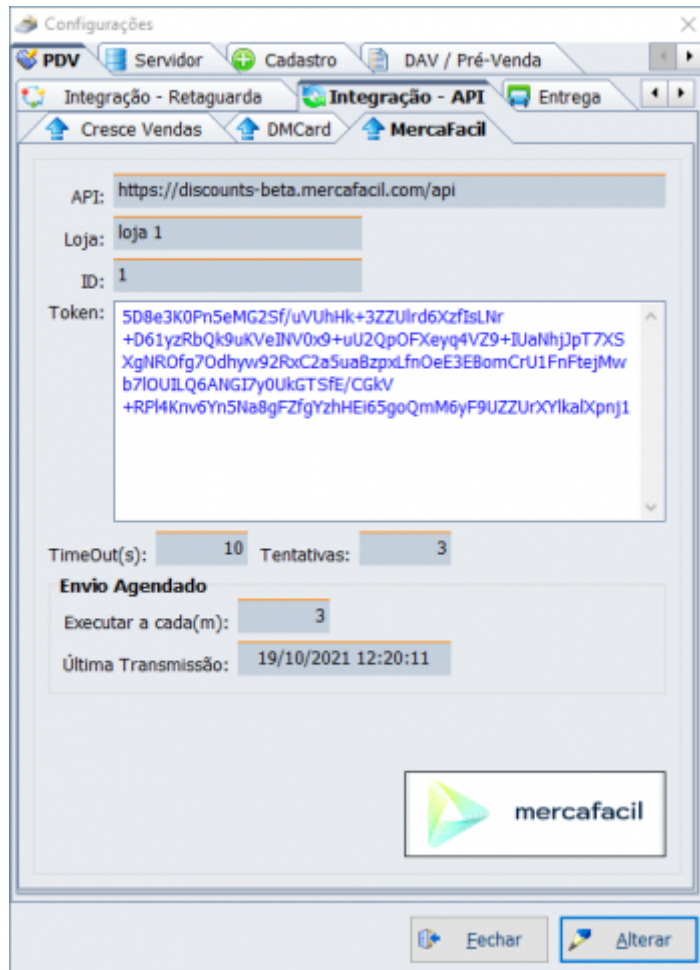 Configurações
PDV Servidor Cadastro DAV / Pré-Venda
Integração - Retaguarda Integração - API Entrega
Cresce Vendas DMCard MercaFacil
API: https://discounts-beta.mercafacil.com/api
Loja: loja 1
ID: 1
Token: 5D8e3K0Pn5eMG2Sf/uVUhHk+3ZZUlrd6XzfIsLNr
+D61yzRbQk9uKVeINV0x9+uU2QpOFXeyq4VZ9+IUaNhjJpT7XS
XgNROfg7Odhyw92RxC2a5ua8zpxLfnOeE3EBomCrU1FnFtejMw
b7lOUILQ6ANGI7y0UkGTSfE/CGkV
+RPl4Knv6Yn5Na8gFZfgYzhHEi65goQmM6yF9UZZUrXYlkalXpnj1
TimeOut(s): 10 Tentativas: 3
Envio Agendado
Executar a cada(m): 3
Última Transmissão: 19/10/2021 12:20:11
mercafacil
Fechar Alterar